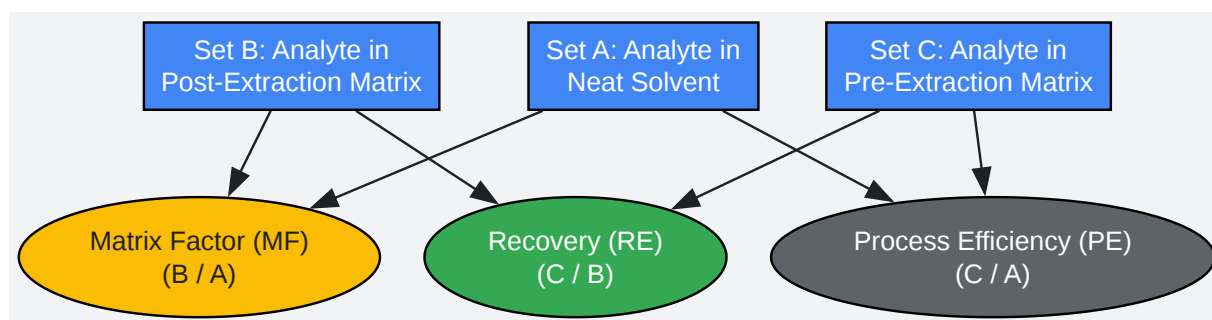 Set B: Analyte in
Post-Extraction Matrix
Set A: Analyte in
Neat Solvent
Set C: Analyte in
Pre-Extraction Matrix
Matrix Factor (MF)
(B / A)
Recovery (RE)
(C / B)
Process Efficiency (PE)
(C / A)